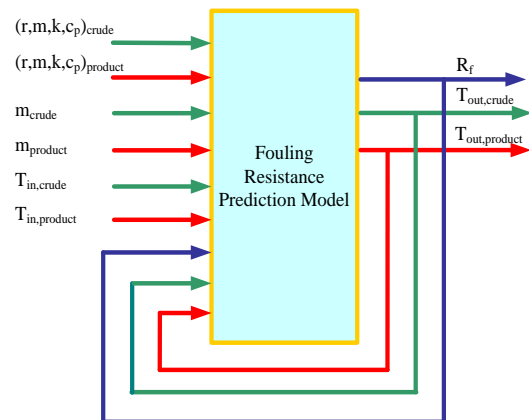 (r,m,k,cp)crude
(r,m,k,cp)product
mcrude
mproduct
Tin,crude
Tin,product
Fouling
Resistance
Prediction Model
Rf
Tout,crude
Tout,product